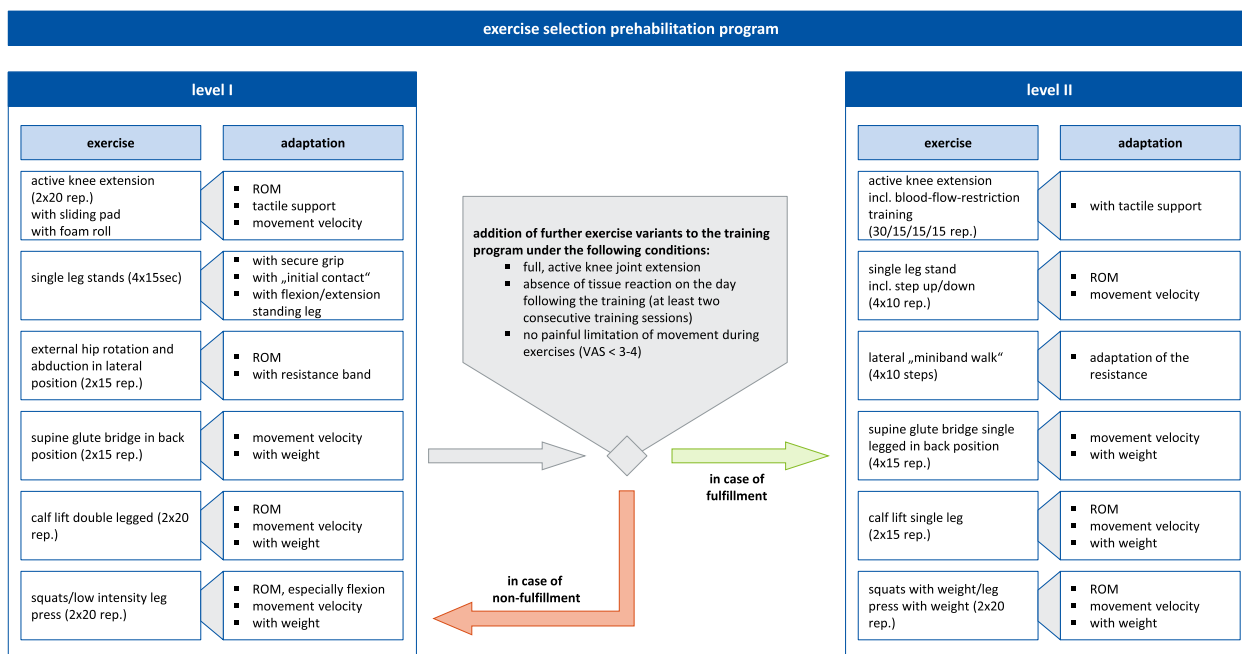 exercise selection prehabilitation program
level I
exercise
adaptation
active knee extension
(2x20 rep.)
with sliding pad
with foam roll
▪ ROM
▪ tactile support
▪ movement velocity
single leg stands (4x15sec)
▪ with secure grip
▪ with „initial contact“
▪ with flexion/extension
standing leg
external hip rotation and
abduction in lateral
position (2x15 rep.)
▪ ROM
▪ with resistance band
supine glute bridge in back
position (2x15 rep.)
▪ movement velocity
▪ with weight
calf lift double legged (2x20
rep.)
▪ ROM
▪ movement velocity
▪ with weight
squats/low intensity leg
press (2x20 rep.)
▪ ROM, especially flexion
▪ movement velocity
▪ with weight
addition of further exercise variants to the training
program under the following conditions:
▪ full, active knee joint extension
▪ absence of tissue reaction on the day
following the training (at least two
consecutive training sessions)
▪ no painful limitation of movement during
exercises (VAS < 3-4)
in case of
fulfillment
in case of
non-fulfillment
level II
exercise
adaptation
active knee extension
incl. blood-flow-restriction
training
(30/15/15/15 rep.)
▪ with tactile support
single leg stand
incl. step up/down
(4x10 rep.)
▪ ROM
▪ movement velocity
lateral „miniband walk“
(4x10 steps)
▪ adaptation of the
resistance
supine glute bridge single
legged in back position
(4x15 rep.)
▪ movement velocity
▪ with weight
calf lift single leg
(2x15 rep.)
▪ ROM
▪ movement velocity
▪ with weight
squats with weight/leg
press with weight (2x20
rep.)
▪ ROM
▪ movement velocity
▪ with weight